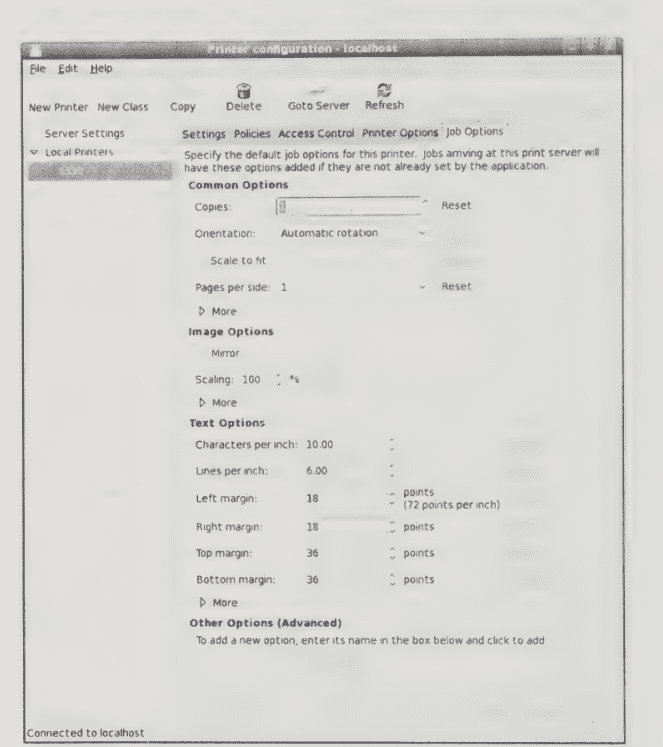 Printer configuration - localhost
File Edit Help
New Printer New Class Copy Delete Goto Server Refresh
Server Settings
Local Printers
Settings Policies Access Control Printer Options Job Options
Specify the default job options for this printer. Jobs arriving at this print server will
have these options added if they are not already set by the application.
Common Options
Copies: Reset
Orientation: Automatic rotation
Scale to fit
Pages per side: 1 Reset
More
Image Options
Mirror
Scaling: 100 %
More
Text Options
Characters per inch: 10.00
Lines per inch: 6.00
Left margin: 18 points
(72 points per inch)
Right margin: 18 points
Top margin: 36 points
Bottom margin: 36 points
More
Other Options (Advanced)
To add a new option, enter its name in the box below and click to add
Connected to localhost